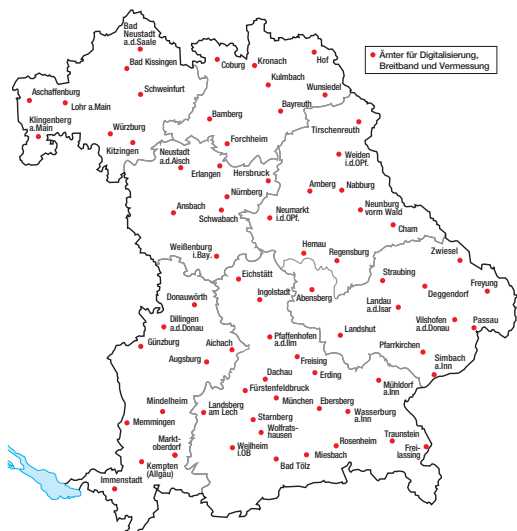 Bad
Neustadt
a.d.Saale
Bad Kissingen
Coburg
Kronach
Hof
Kulmbach
Ämter für Digitalisierung,
Breitband und Vermessung
Aschaffenburg
Lohr a.Main
Schweinfurt
Wunsiedel
Bayreuth
Klingenberg
a.Main
Bamberg
Tirschenreuth
Würzburg
Kitzingen
Forchheim
Neustadt
a.d.Aisch
Erlangen
Hersbruck
Weiden
i.d.OPf.
Amberg
Nabburg
Nürnberg
Ansbach
Schwabach
Neumarkt
i.d.OPf.
Neunburg
vorm Wald
Cham
Weißenburg
i.Bay.
Hemau
Regensburg
Zwiesel
Eichstätt
Straubing
Freyung
Deggendorf
Ingolstadt
Abensberg
Donauwörth
Landau
a.d.Isar
Vilshofen
a.d.Donau
Passau
Dillingen
a.d.Donau
Landshut
Pfaffenhofen
a.d.Ilm
Günzburg
Aichach
Pfarrkirchen
Simbach
a.Inn
Augsburg
Freising
Erding
Dachau
Mühldorf
a.Inn
Fürstenfeldbruck
München
Ebersberg
Mindelheim
Landsberg
am Lech
Wasserburg
a.Inn
Starnberg
Memmingen
Wolfrats-
hausen
Markt-
oberdorf
Weilheim
i.OB
Rosenheim
Traunstein
Frei-
lassing
Miesbach
Bad Tölz
Kempten
(Allgäu)
Immenstadt